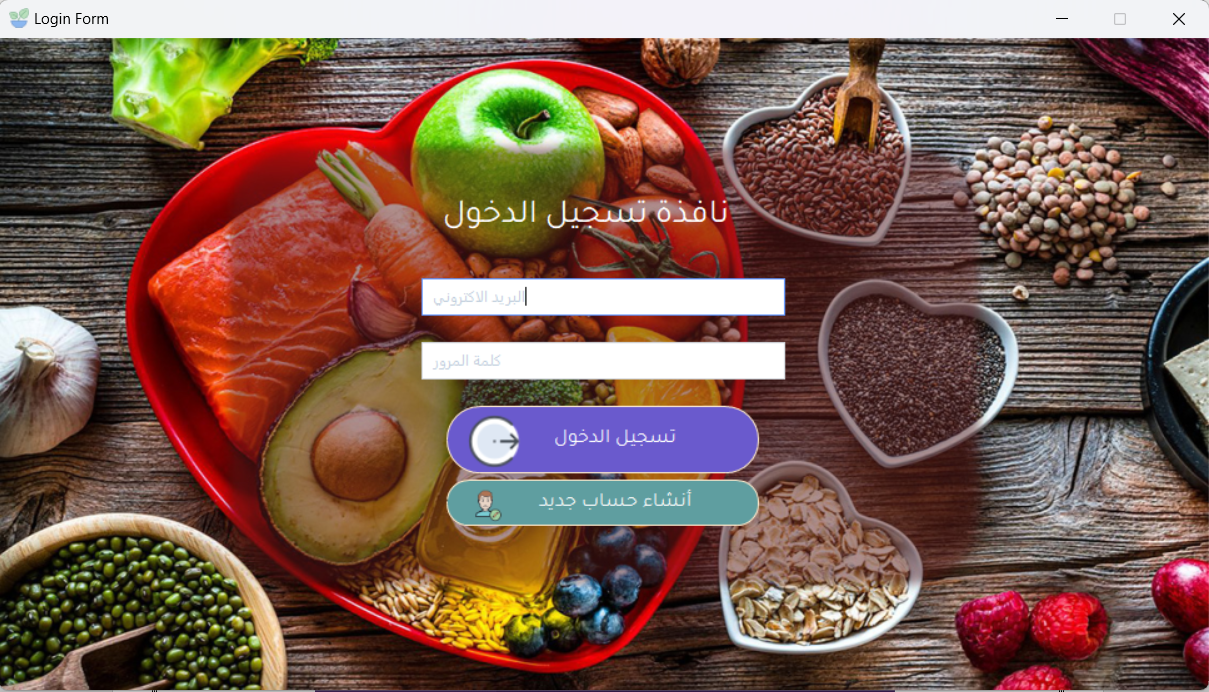 Login Form
نافذة تسجيل الدخول
البريد الاكتروني
كلمة المرور
تسجيل الدخول
أنشاء حساب جديد